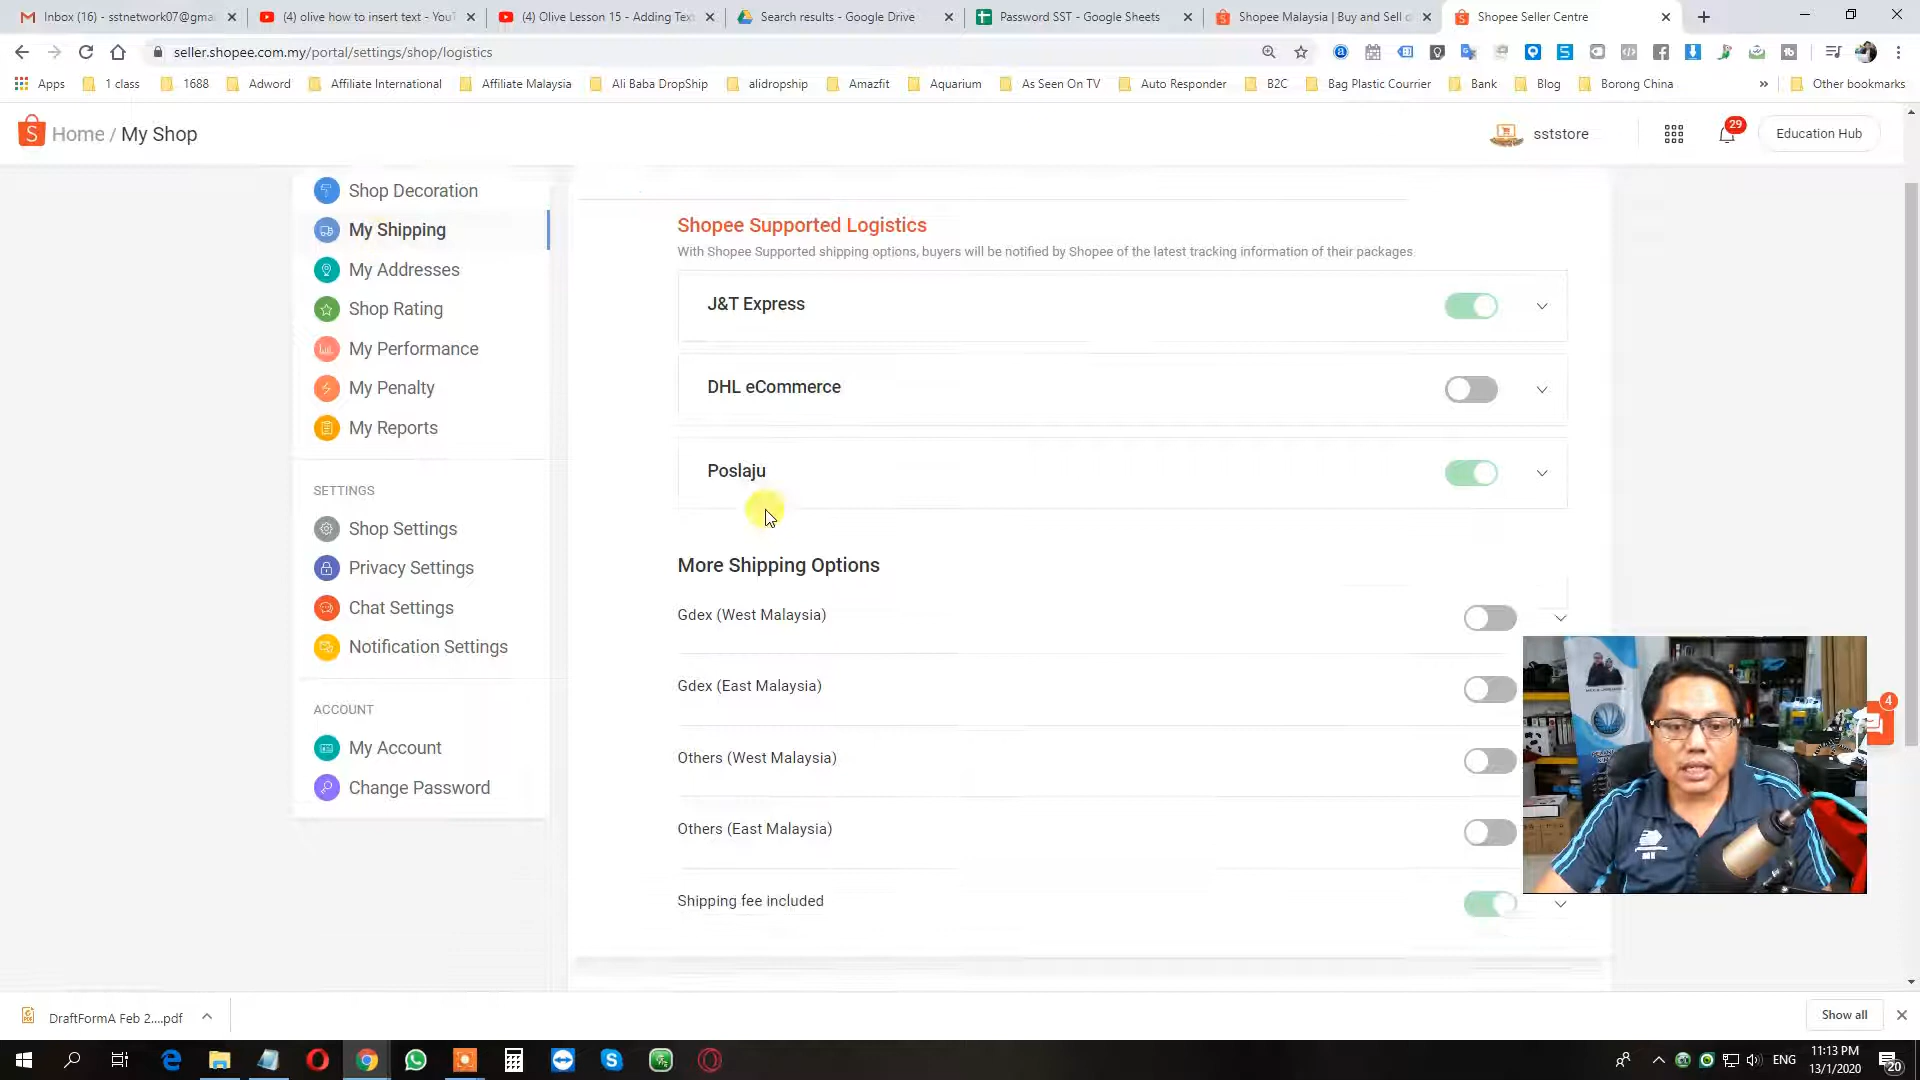 Inbox (16) - sstnetwork07@gma
(4) olive how to insert text - YouT
(4) Olive Lesson 15 - Adding Tex
Search results - Google Drive
Password SST - Google Sheets
Shopee Malaysia | Buy and Sell o
Shopee Seller Centre
seller.shopee.com.my/portal/settings/shop/logistics
Apps
1 class
1688
Adword
Affiliate International
Affiliate Malaysia
Ali Baba DropShip
alidropship
Amazfit
Aquarium
As Seen On TV
Auto Responder
B2C
Bag Plastic Courrier
Bank
Blog
Borong China
»
Other bookmarks
Home / My Shop
sststore
29
Education Hub
Shop Decoration
My Shipping
My Addresses
Shop Rating
My Performance
My Penalty
My Reports
SETTINGS
Shop Settings
Privacy Settings
Chat Settings
Notification Settings
ACCOUNT
My Account
Change Password
Shopee Supported Logistics
With Shopee Supported shipping options, buyers will be notified by Shopee of the latest tracking information of their packages.
J&T Express
DHL eCommerce
Poslaju
More Shipping Options
Gdex (West Malaysia)
Gdex (East Malaysia)
Others (West Malaysia)
Others (East Malaysia)
Shipping fee included
4
DraftFormA Feb 2....pdf
Show all
ENG
11:13 PM
13/1/2020
20